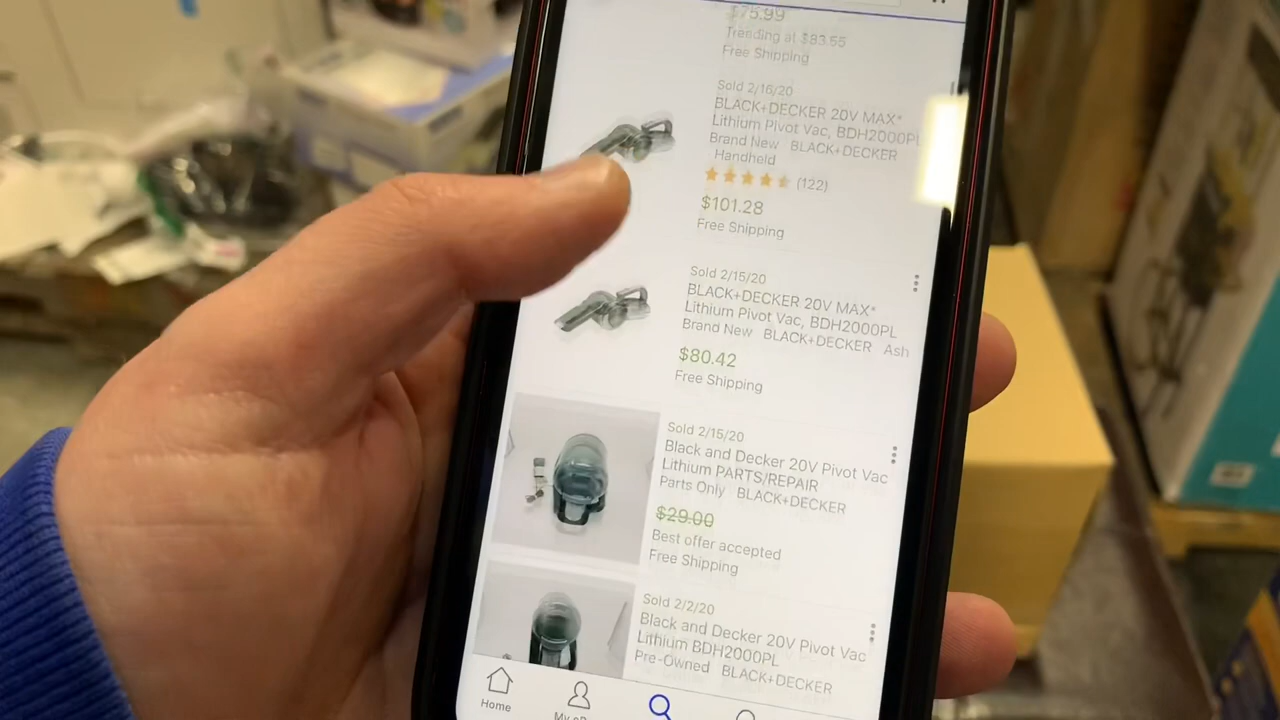 $75.99
Trending at $83.55
Free Shipping
Sold 2/16/20
BLACK+DECKER 20V MAX*
Lithium Pivot Vac, BDH2000PL
Brand New BLACK+DECKER
Handheld
(122)
$101.28
Free Shipping
Sold 2/15/20
BLACK+DECKER 20V MAX*
Lithium Pivot Vac, BDH2000PL
Brand New BLACK+DECKER Ash
$80.42
Free Shipping
Sold 2/15/20
Black and Decker 20V Pivot Vac
Lithium PARTS/REPAIR
Parts Only BLACK+DECKER
$29.00
Best offer accepted
Free Shipping
Sold 2/2/20
Black and Decker 20V Pivot Vac
Lithium BDH2000PL
Pre-Owned BLACK+DECKER
Home